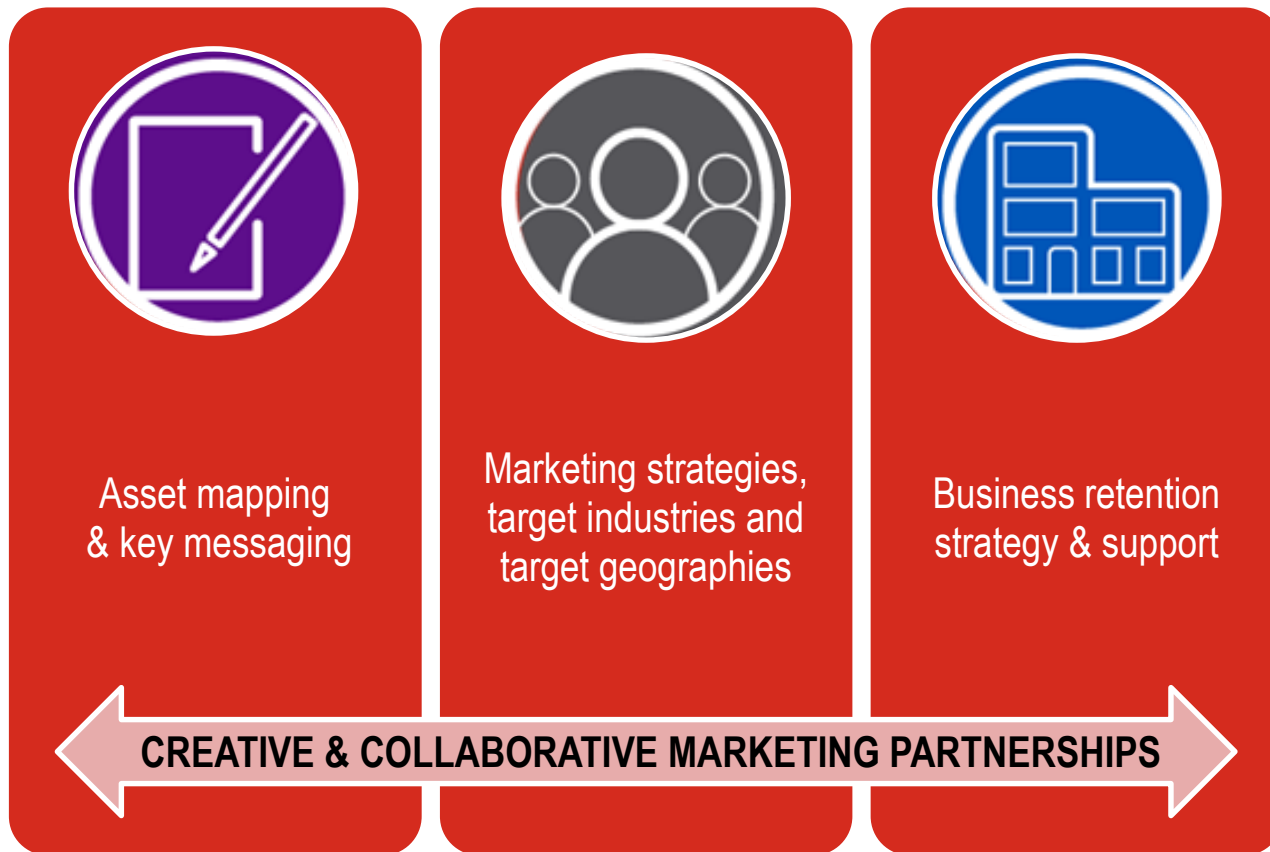 Asset mapping
& key messaging
Marketing strategies,
target industries and
target geographies
Business retention
strategy & support
CREATIVE & COLLABORATIVE MARKETING PARTNERSHIPS